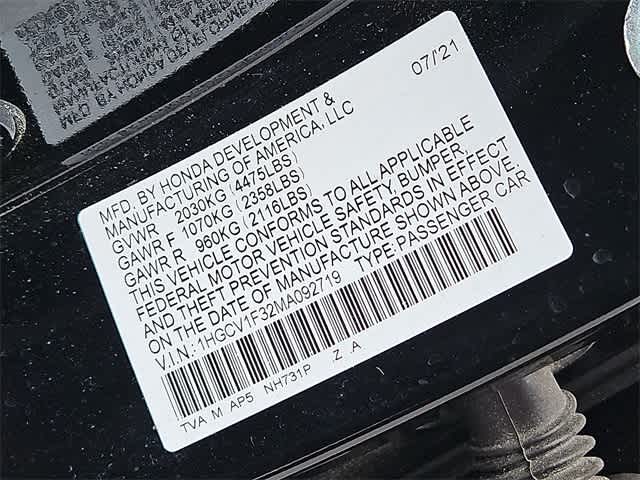 07/'21
MFD. BY HONDA DEVELOPMENT &
MANUFACTURING OF AMERICA, LLC
GVWR 2030KG (4475LBS)
GAWR F 1070KG (2358LBS)
GAWR R 960KG (2116LBS)
THIS VEHICLE CONFORMS TO ALL APPLICABLE
FEDERAL MOTOR VEHICLE SAFETY, BUMPER,
AND THEFT PREVENTION STANDARDS IN EFFECT
ON THE DATE OF MANUFACTURE SHOWN ABOVE.
V.I.N.: 1HGCV1F32MA092719 TYPE: PASSENGER CAR
TVA M AP5 NH731P Z .A